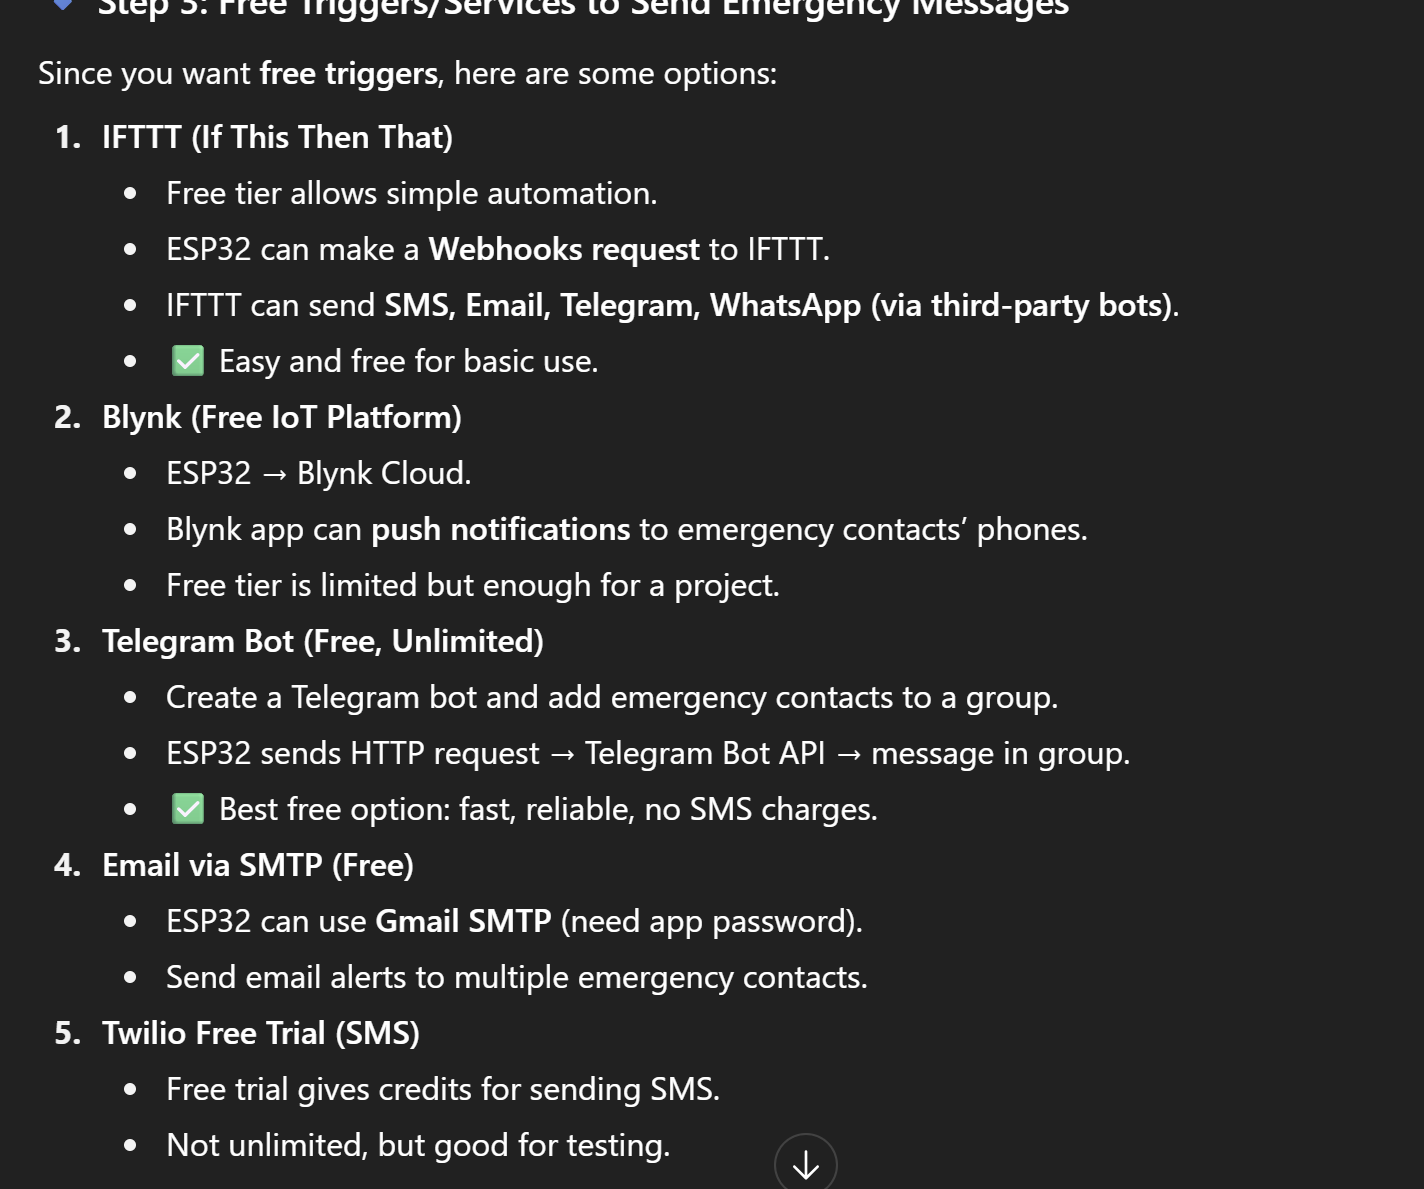 Step 3: Free Triggers/Services to Send Emergency Messages
Since you want free triggers, here are some options:
1. IFTTT (If This Then That)
• Free tier allows simple automation.
• ESP32 can make a Webhooks request to IFTTT.
• IFTTT can send SMS, Email, Telegram, WhatsApp (via third-party bots).
• ✅ Easy and free for basic use.
2. Blynk (Free IoT Platform)
• ESP32 → Blynk Cloud.
• Blynk app can push notifications to emergency contacts’ phones.
• Free tier is limited but enough for a project.
3. Telegram Bot (Free, Unlimited)
• Create a Telegram bot and add emergency contacts to a group.
• ESP32 sends HTTP request → Telegram Bot API → message in group.
• ✅ Best free option: fast, reliable, no SMS charges.
4. Email via SMTP (Free)
• ESP32 can use Gmail SMTP (need app password).
• Send email alerts to multiple emergency contacts.
5. Twilio Free Trial (SMS)
• Free trial gives credits for sending SMS.
• Not unlimited, but good for testing.